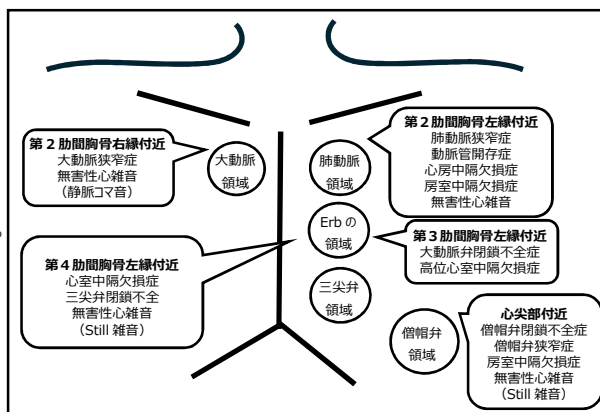 第２肋間胸骨右縁付近
大動脈狭窄症
無害性心雑音
（静脈コマ音）
大動脈
領域
肺動脈
領域
第２肋間胸骨左縁付近
肺動脈狭窄症
動脈管開存症
心房中隔欠損症
房室中隔欠損症
無害性心雑音
Erb の
領域
第３肋間胸骨左縁付近
大動脈弁閉鎖不全症
高位心室中隔欠損症
第４肋間胸骨左縁付近
心室中隔欠損症
三尖弁閉鎖不全
無害性心雑音
（Still 雑音）
三尖弁
領域
僧帽弁
領域
心尖部付近
僧帽弁閉鎖不全症
僧帽弁狭窄症
房室中隔欠損症
無害性心雑音
（Still 雑音）